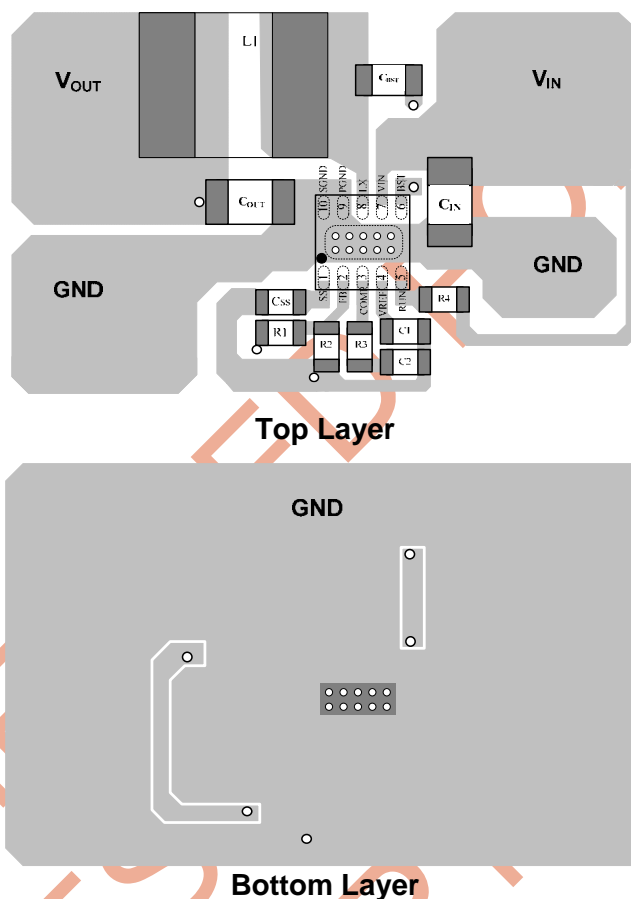 L1
VOUT
CBST
VIN
COUT
CIN
10 SGND
9 PGND
8 LX
7 VIN
6 BST
GND
GND
SS 1
FB 2
COMP 3
VREF 4
RUN 5
Css
R1
R2
R3
C1
C2
R4
Top Layer
GND
Bottom Layer